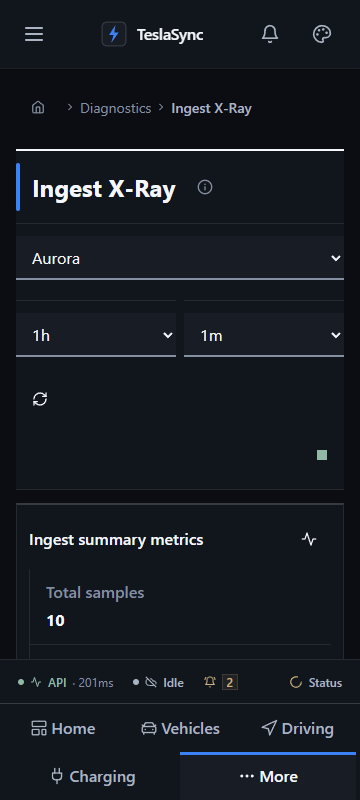 TeslaSync
Diagnostics
Ingest X-Ray
Ingest X-Ray
Aurora
1h
1m
Ingest summary metrics
Total samples
10
API · 201ms
Idle
2
Status
Home
Vehicles
Driving
Charging
More